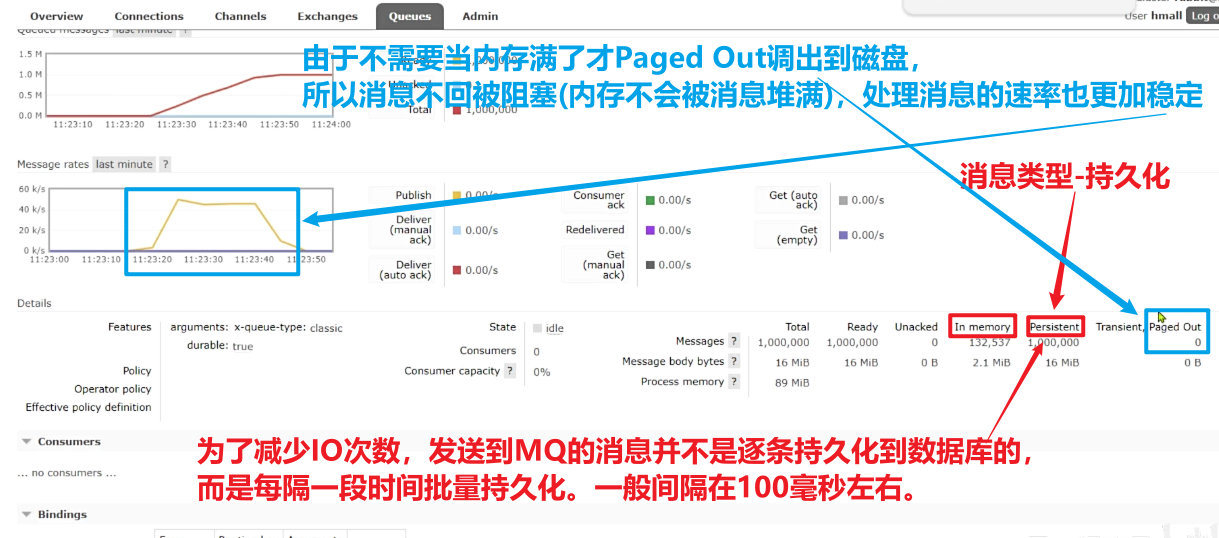 Overview Connections Channels Exchanges Queues Admin
User hmall Log o
Queued messages last minute ?
由于不需要当内存满了才Paged Out调出到磁盘，
所以消息不回被阻塞(内存不会被消息堆满)，处理消息的速率也更加稳定
1.5 M
1.0 M
0.5 M
0.0 M
11:23:10 11:23:20 11:23:30 11:23:40 11:23:50 11:24:00
Total 1,000,000
Message rates last minute ?
消息类型-持久化
60 k/s
40 k/s
20 k/s
0 k/s
11:23:00 11:23:10 11:23:20 11:23:30 11:23:40 11:23:50
Publish 0.00/s
Deliver (manual ack) 0.00/s
Deliver (auto ack) 0.00/s
Consumer ack 0.00/s
Redelivered 0.00/s
Get (manual ack) 0.00/s
Get (auto ack) 0.00/s
Get (empty) 0.00/s
Details
Features arguments: x-queue-type: classic
durable: true
Policy
Operator policy
Effective policy definition
State idle
Consumers 0
Consumer capacity ? 0%
Total Ready Unacked In memory Persistent Transient, Paged Out
Messages ? 1,000,000 1,000,000 0 132,537 1,000,000 0
Message body bytes ? 16 MiB 16 MiB 0 B 2.1 MiB 16 MiB 0 B
Process memory ? 89 MiB
Consumers
为了减少IO次数，发送到MQ的消息并不是逐条持久化到数据库的，
... no consumers ...
而是每隔一段时间批量持久化。一般间隔在100毫秒左右。
Bindings